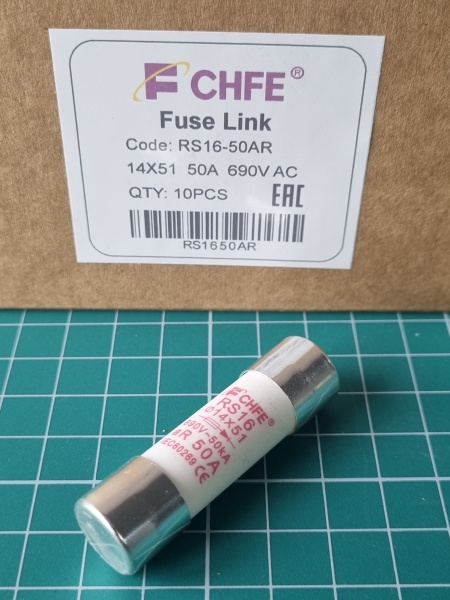 CHFE®
Fuse Link
Code: RS16-50AR
14X51 50A 690V AC
QTY: 10PCS EAC
RS1650AR
CHFE®
RS16
Ø14X51
690V~50kA
aR 50A
IEC60269 CE